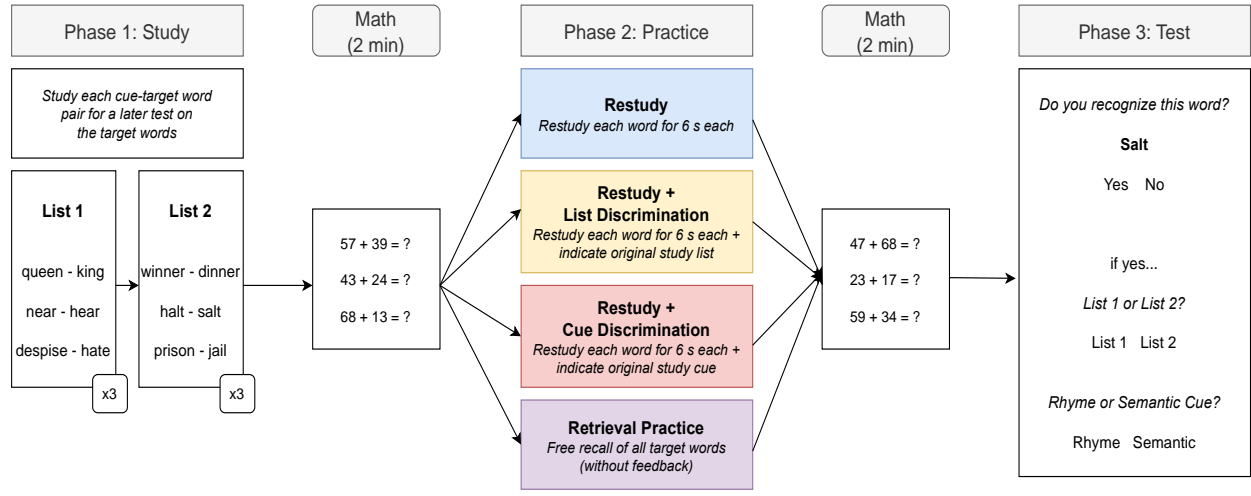 Phase 1: Study
Math
(2 min)
Phase 2: Practice
Math
(2 min)
Phase 3: Test
Study each cue-target word
pair for a later test on
the target words
List 1
queen - king
near - hear
despise - hate
x3
List 2
winner - dinner
halt - salt
prison - jail
x3
57 + 39 = ?
43 + 24 = ?
68 + 13 = ?
Restudy
Restudy each word for 6 s each
Restudy +
List Discrimination
Restudy each word for 6 s each +
indicate original study list
Restudy +
Cue Discrimination
Restudy each word for 6 s each +
indicate original study cue
Retrieval Practice
Free recall of all target words
(without feedback)
47 + 68 = ?
23 + 17 = ?
59 + 34 = ?
Do you recognize this word?
Salt
Yes No
if yes...
List 1 or List 2?
List 1 List 2
Rhyme or Semantic Cue?
Rhyme Semantic